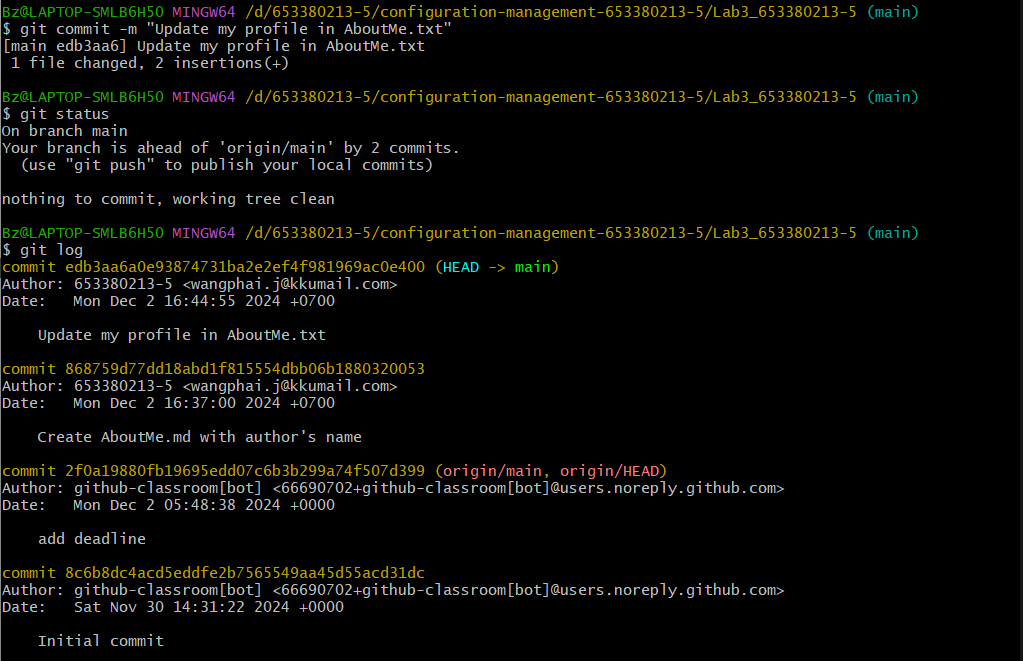 Bz@LAPTOP-SMLB6H50 MINGW64 /d/653380213-5/configuration-management-653380213-5/Lab3_653380213-5 (main)
$ git commit -m "Update my profile in AboutMe.txt"
[main edb3aa6] Update my profile in AboutMe.txt
 1 file changed, 2 insertions(+)

Bz@LAPTOP-SMLB6H50 MINGW64 /d/653380213-5/configuration-management-653380213-5/Lab3_653380213-5 (main)
$ git status
On branch main
Your branch is ahead of 'origin/main' by 2 commits.
  (use "git push" to publish your local commits)

nothing to commit, working tree clean

Bz@LAPTOP-SMLB6H50 MINGW64 /d/653380213-5/configuration-management-653380213-5/Lab3_653380213-5 (main)
$ git log
commit edb3aa6a0e93874731ba2e2ef4f981969ac0e400 (HEAD -> main)
Author: 653380213-5 <wangphai.j@kkumail.com>
Date:   Mon Dec 2 16:44:55 2024 +0700

    Update my profile in AboutMe.txt

commit 868759d77dd18abd1f815554dbb06b1880320053
Author: 653380213-5 <wangphai.j@kkumail.com>
Date:   Mon Dec 2 16:37:00 2024 +0700

    Create AboutMe.md with author's name

commit 2f0a19880fb19695edd07c6b3b299a74f507d399 (origin/main, origin/HEAD)
Author: github-classroom[bot] <66690702+github-classroom[bot]@users.noreply.github.com>
Date:   Mon Dec 2 05:48:38 2024 +0000

    add deadline

commit 8c6b8dc4acd5eddfe2b7565549aa45d55acd31dc
Author: github-classroom[bot] <66690702+github-classroom[bot]@users.noreply.github.com>
Date:   Sat Nov 30 14:31:22 2024 +0000

    Initial commit